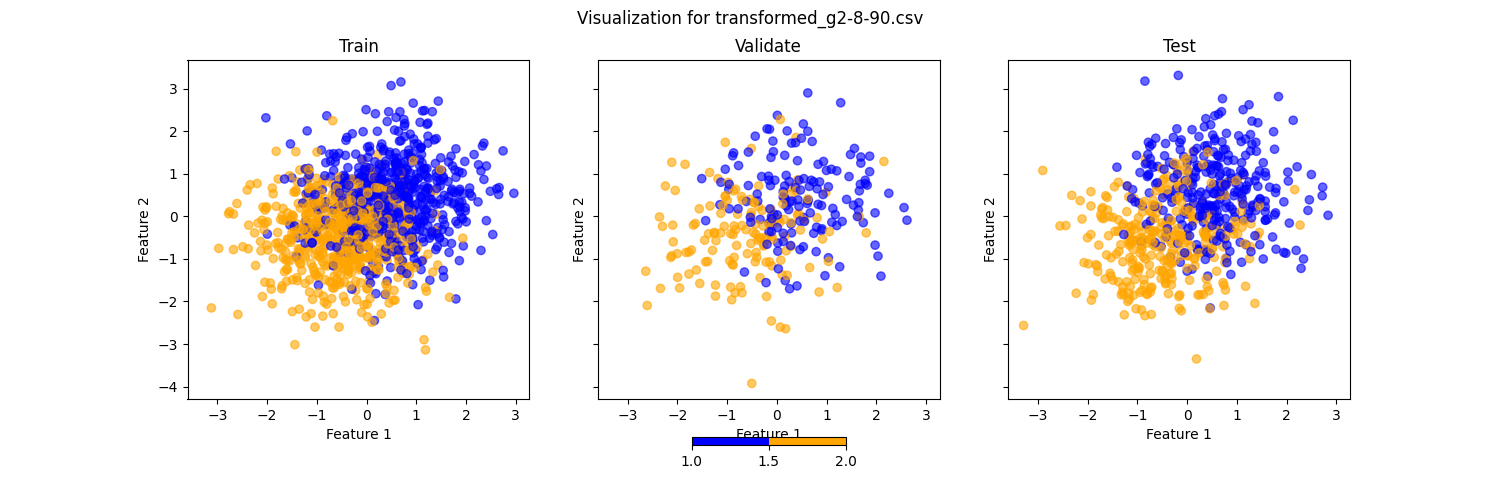 Visualization for transformed_g2-8-90.csv
Train
Validate
Test
Feature 2
3
2
1
0
−1
−2
−3
−4
−3 −2 −1 0 1 2 3
Feature 1
Feature 2
−3 −2 −1 0 1 2 3
Feature 1
Feature 2
−3 −2 −1 0 1 2 3
Feature 1
1.0 1.5 2.0